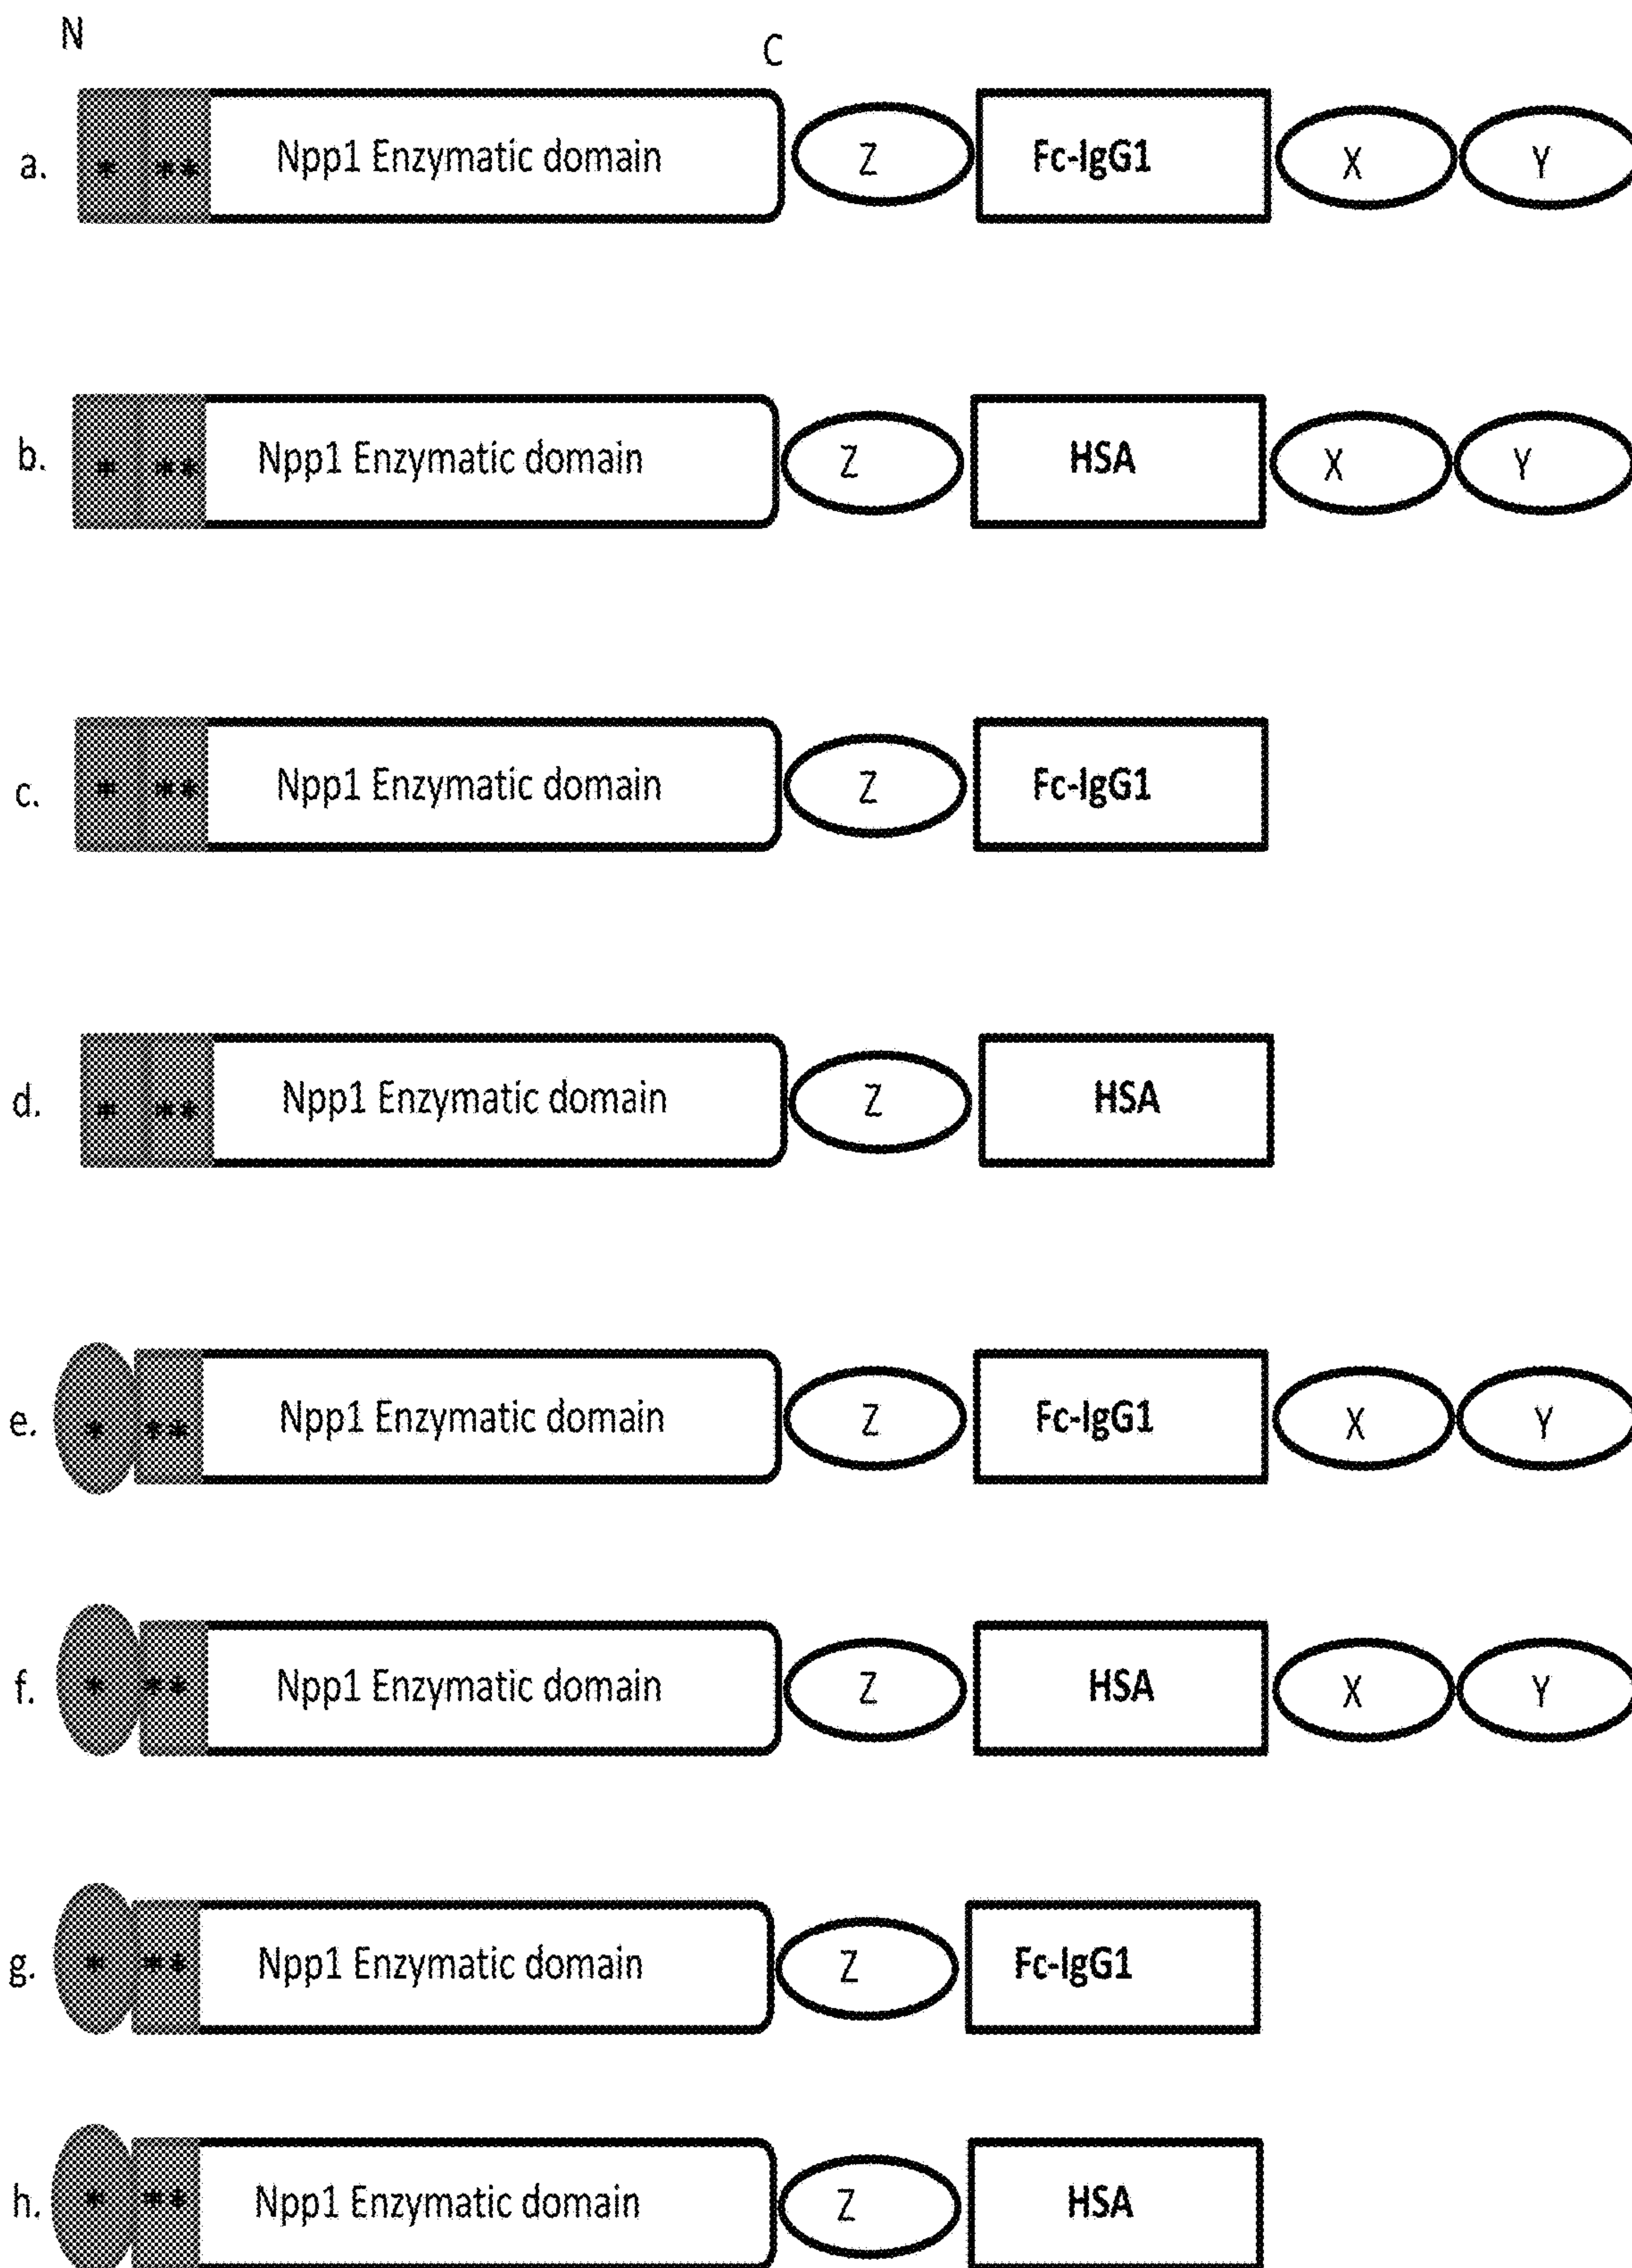 N
C
a. * ** Npp1 Enzymatic domain Z Fc-IgG1 X Y
b. * ** Npp1 Enzymatic domain Z HSA X Y
c. * ** Npp1 Enzymatic domain Z Fc-IgG1
d. * ** Npp1 Enzymatic domain Z HSA
e. * ** Npp1 Enzymatic domain Z Fc-IgG1 X Y
f. * ** Npp1 Enzymatic domain Z HSA X Y
g. * ** Npp1 Enzymatic domain Z Fc-IgG1
h. * ** Npp1 Enzymatic domain Z HSA